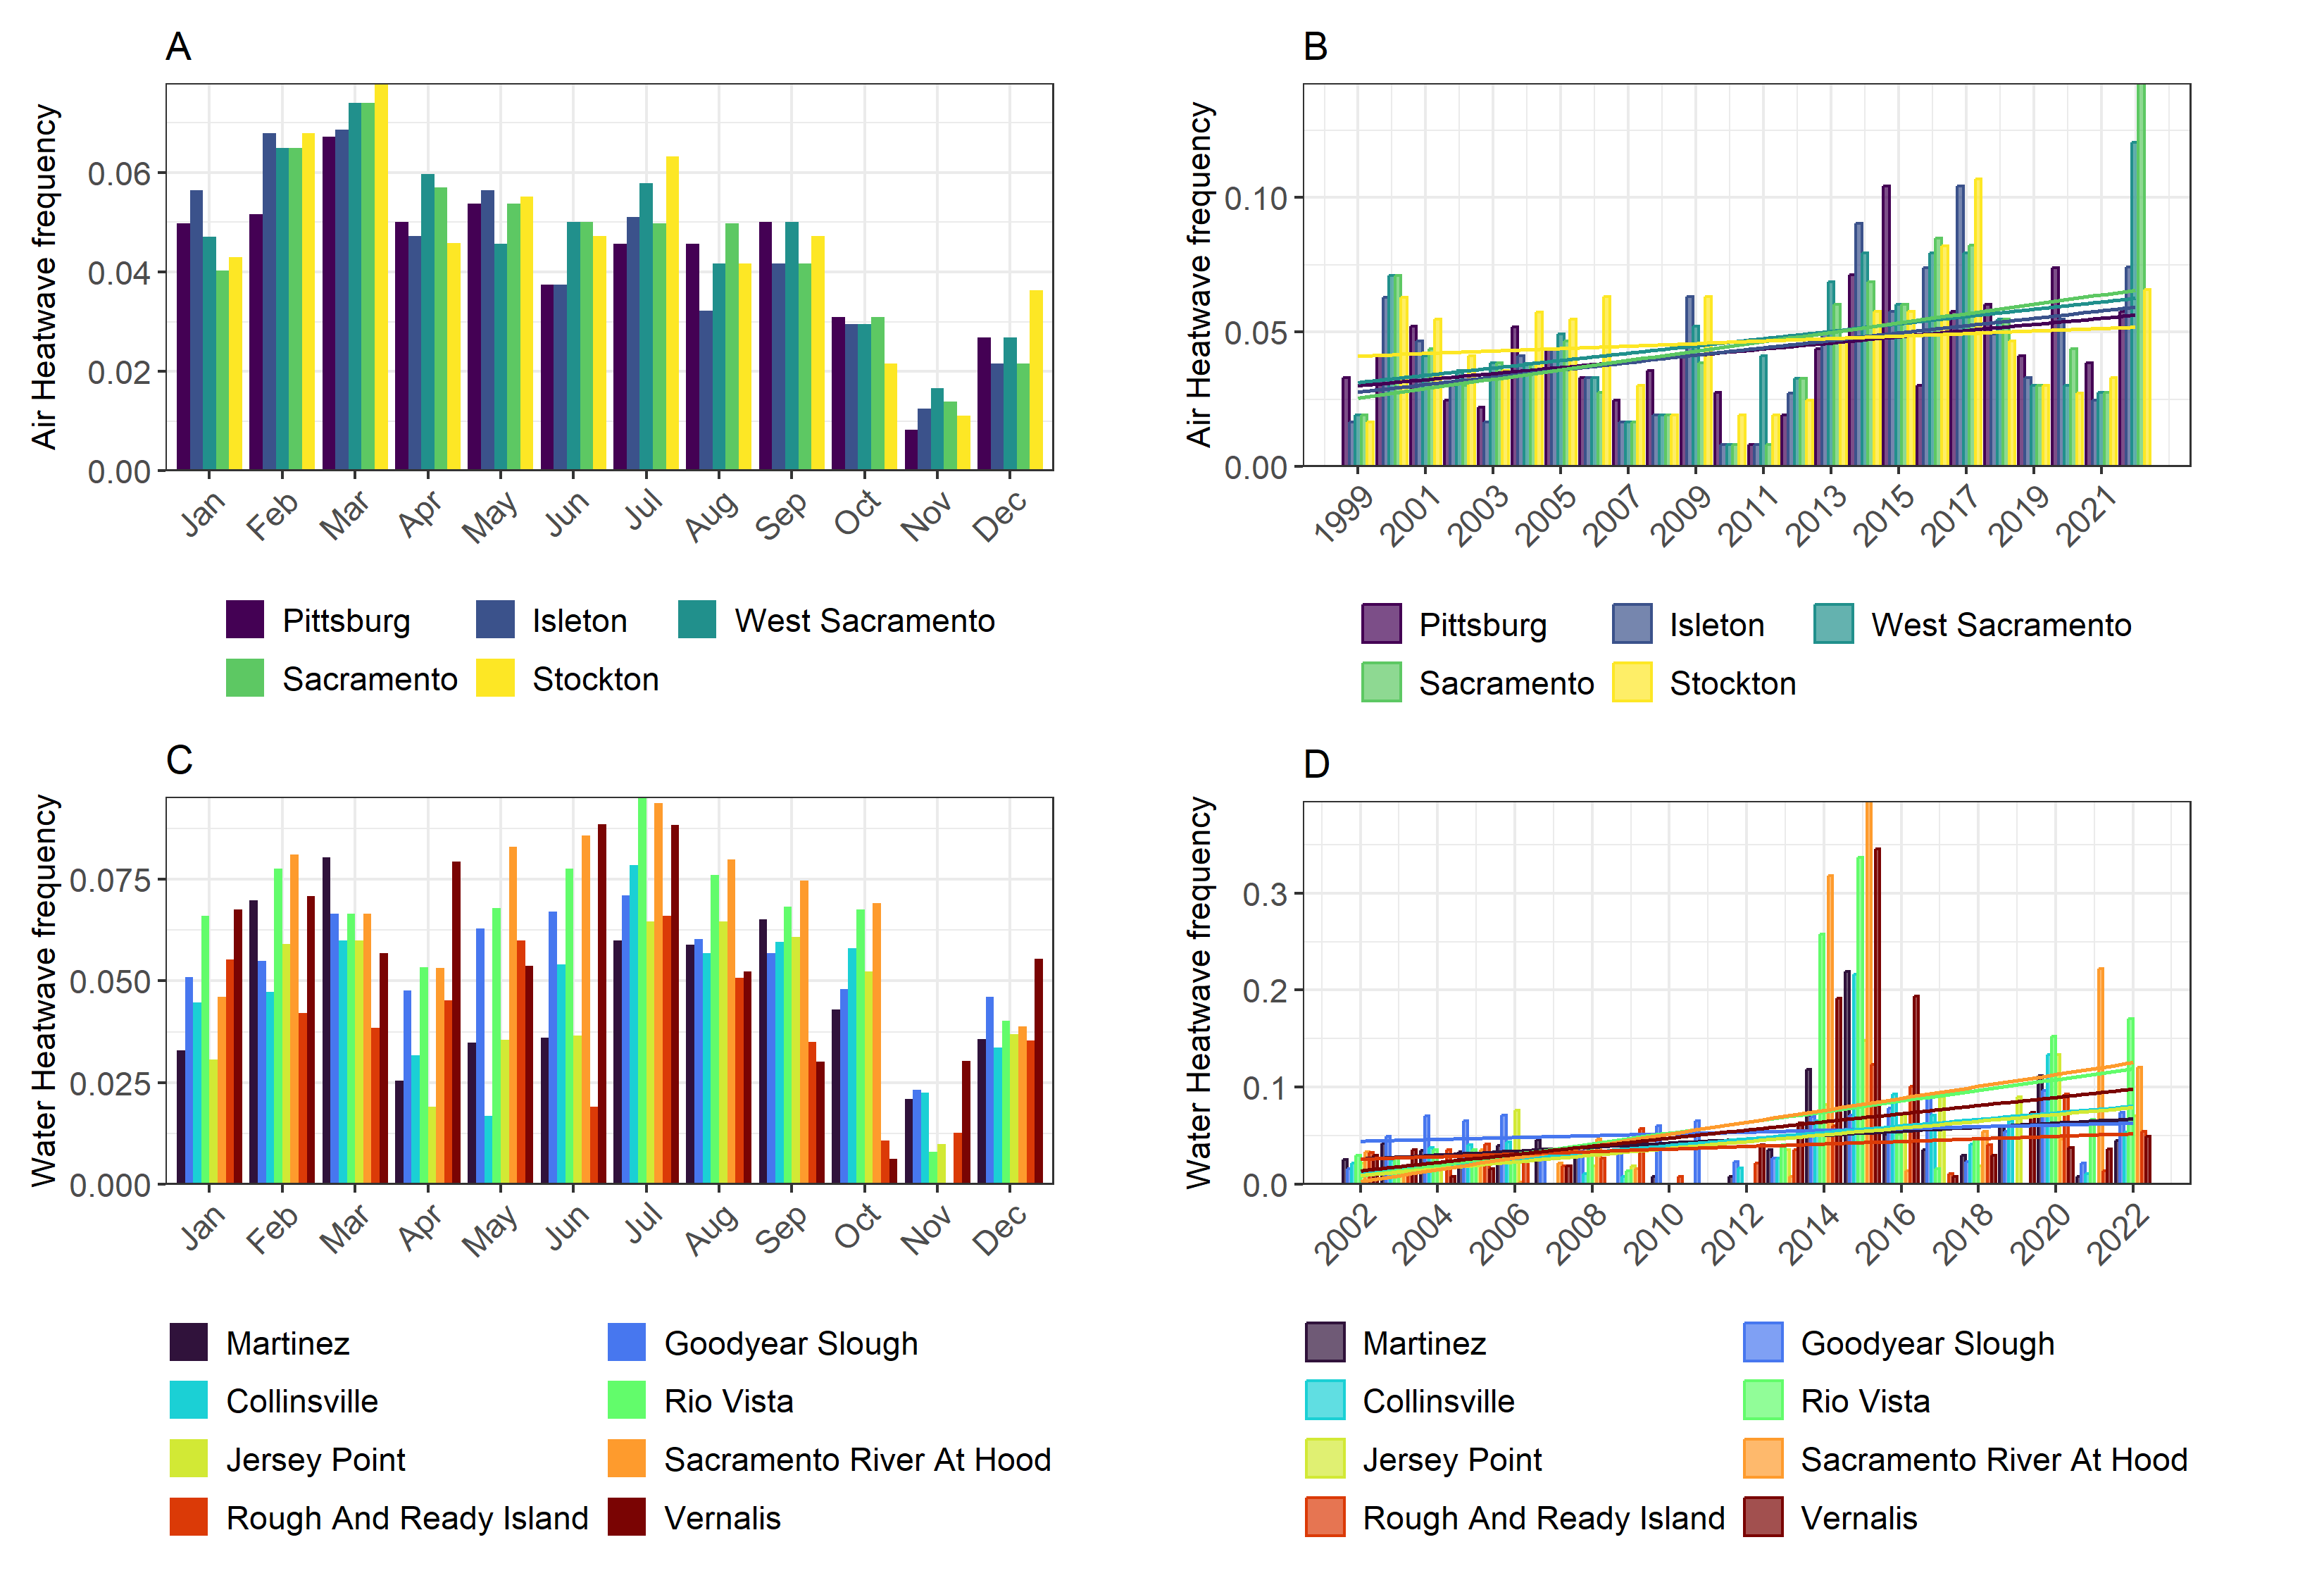 A
Air Heatwave frequency
0.06
0.04
0.02
0.00
Jan Feb Mar Apr May Jun Jul Aug Sep Oct Nov Dec
Pittsburg Isleton West Sacramento
Sacramento Stockton
B
Air Heatwave frequency
0.10
0.05
0.00
1999 2001 2003 2005 2007 2009 2011 2013 2015 2017 2019 2021
Pittsburg Isleton West Sacramento
Sacramento Stockton
C
Water Heatwave frequency
0.075
0.050
0.025
0.000
Jan Feb Mar Apr May Jun Jul Aug Sep Oct Nov Dec
Martinez Goodyear Slough
Collinsville Rio Vista
Jersey Point Sacramento River At Hood
Rough And Ready Island Vernalis
D
Water Heatwave frequency
0.3
0.2
0.1
0.0
2002 2004 2006 2008 2010 2012 2014 2016 2018 2020 2022
Martinez Goodyear Slough
Collinsville Rio Vista
Jersey Point Sacramento River At Hood
Rough And Ready Island Vernalis